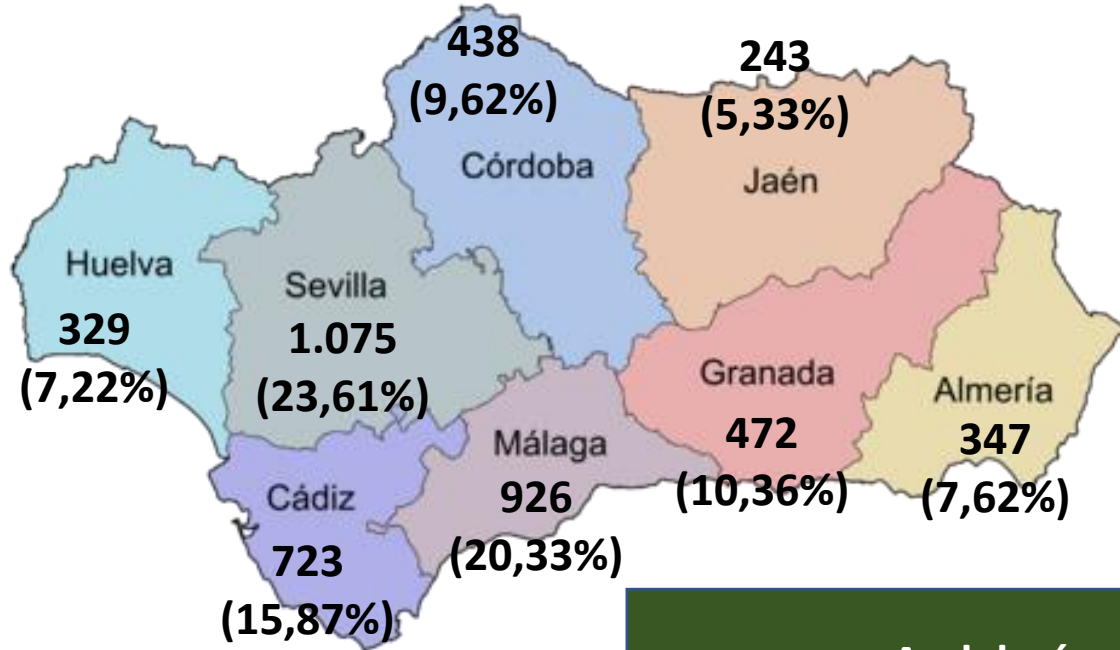 438
(9,62%)
Córdoba
243
(5,33%)
Jaén
Huelva
329
(7,22%)
Sevilla
1.075
(23,61%)
Granada
472
(10,36%)
Almería
347
(7,62%)
Málaga
926
(20,33%)
Cádiz
723
(15,87%)